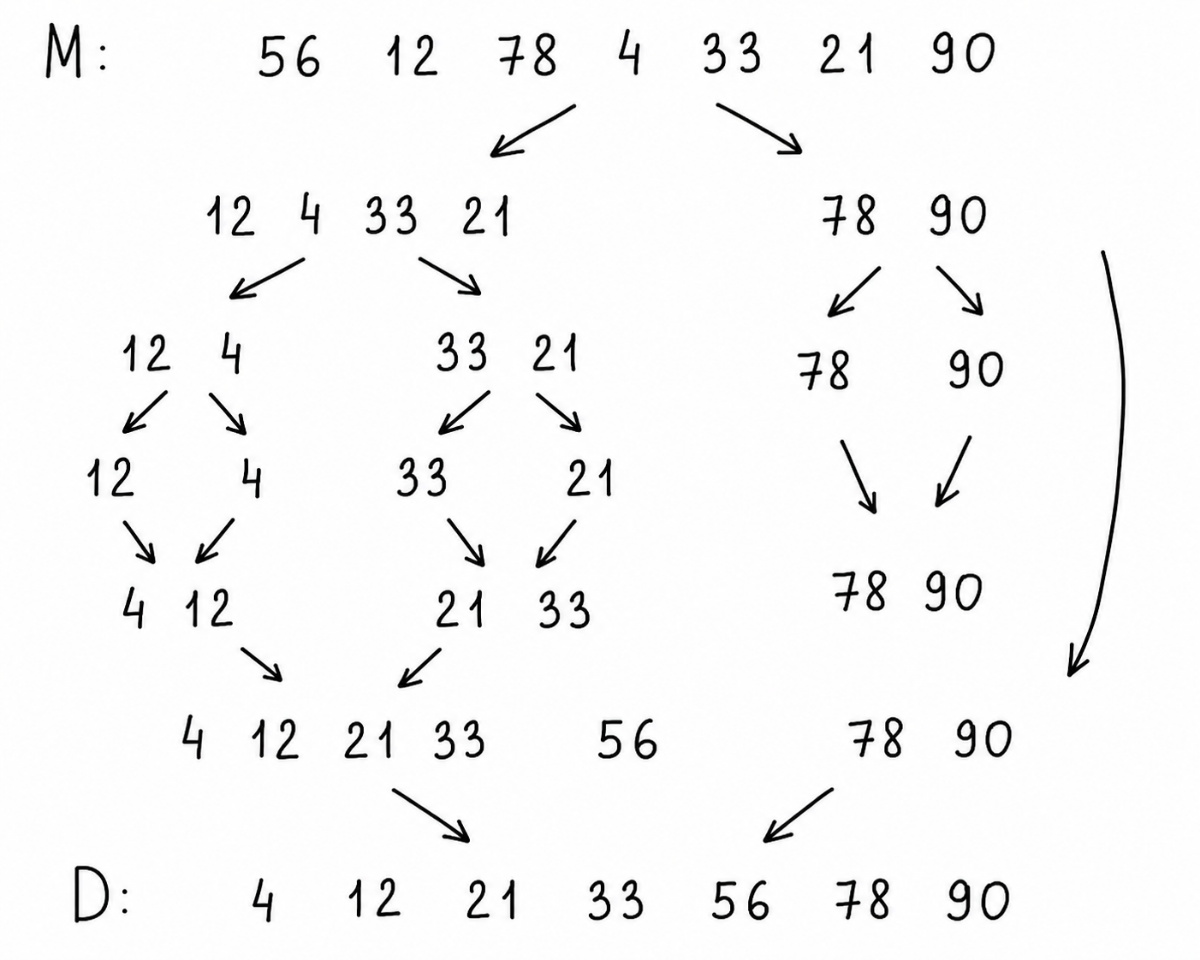 M: 56 12 78 4 33 21 90
12 4 33 21 78 90
12 4 33 21 78 90
12 4 33 21
4 12 21 33 78 90
4 12 21 33 56 78 90
D: 4 12 21 33 56 78 90